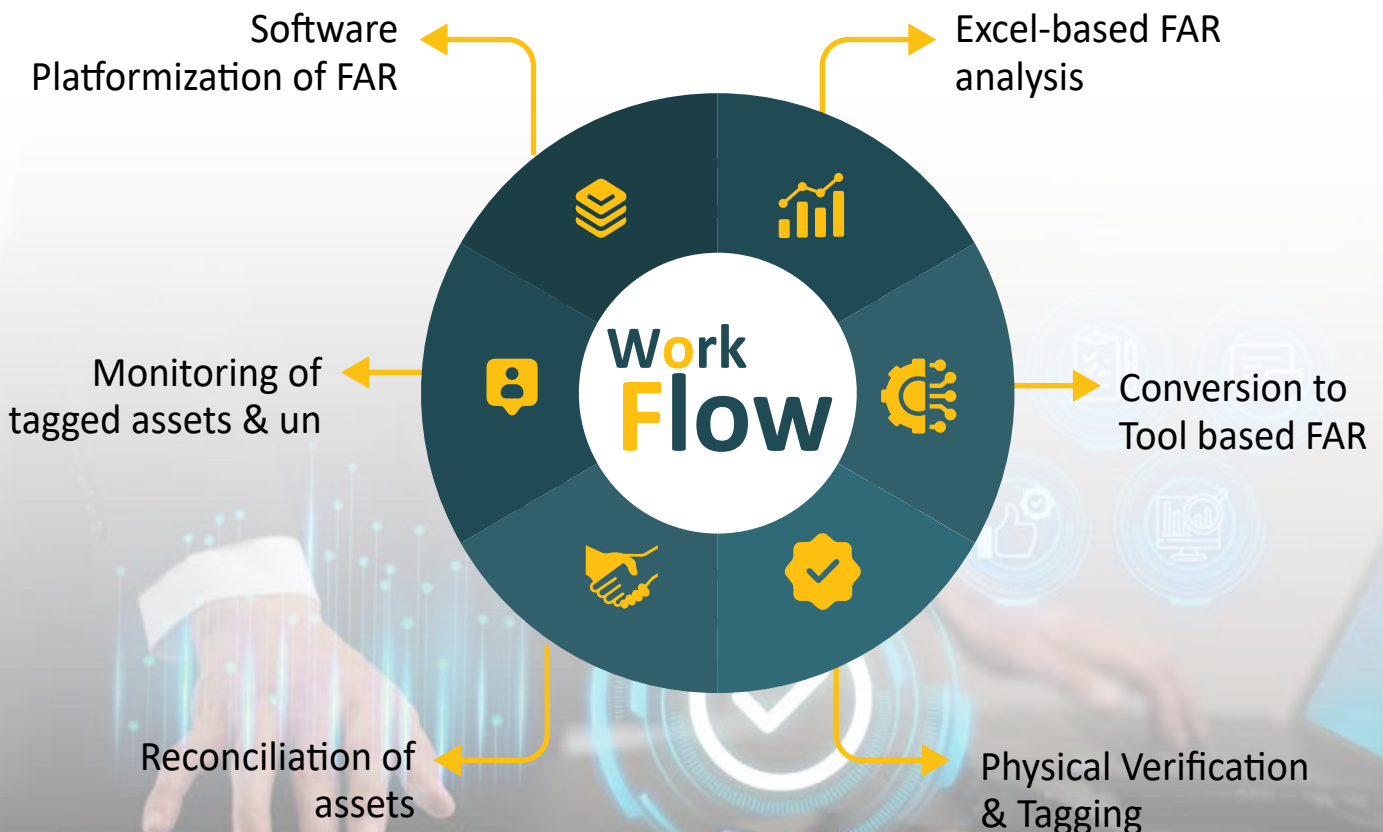 Software
Platformization of FAR
Excel-based FAR
analysis
Work
Flow
Monitoring of
tagged assets & un
Conversion to
Tool based FAR
Reconciliation of
assets
Physical Verification
& Tagging